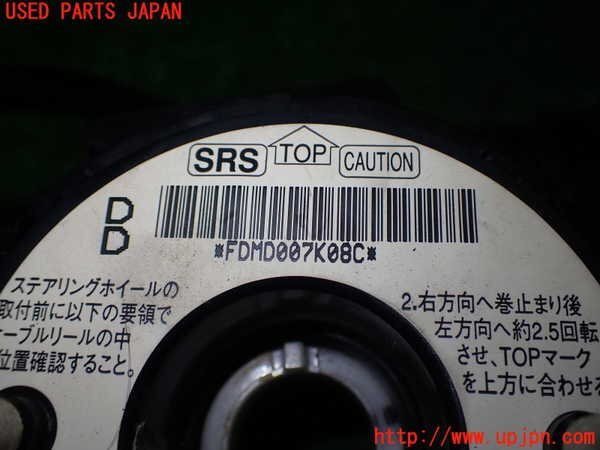 USED PARTS JAPAN
SRS TOP CAUTION
D
D
*FDMD007K08C*
ステアリングホイールの
取付前に以下の要領で
ケーブルリールの中
位置確認すること。
2.右方向へ巻止まり後
左方向へ約2.5回転
させ、TOPマーク
を上方に合わせる
http://www.upjpn.com/